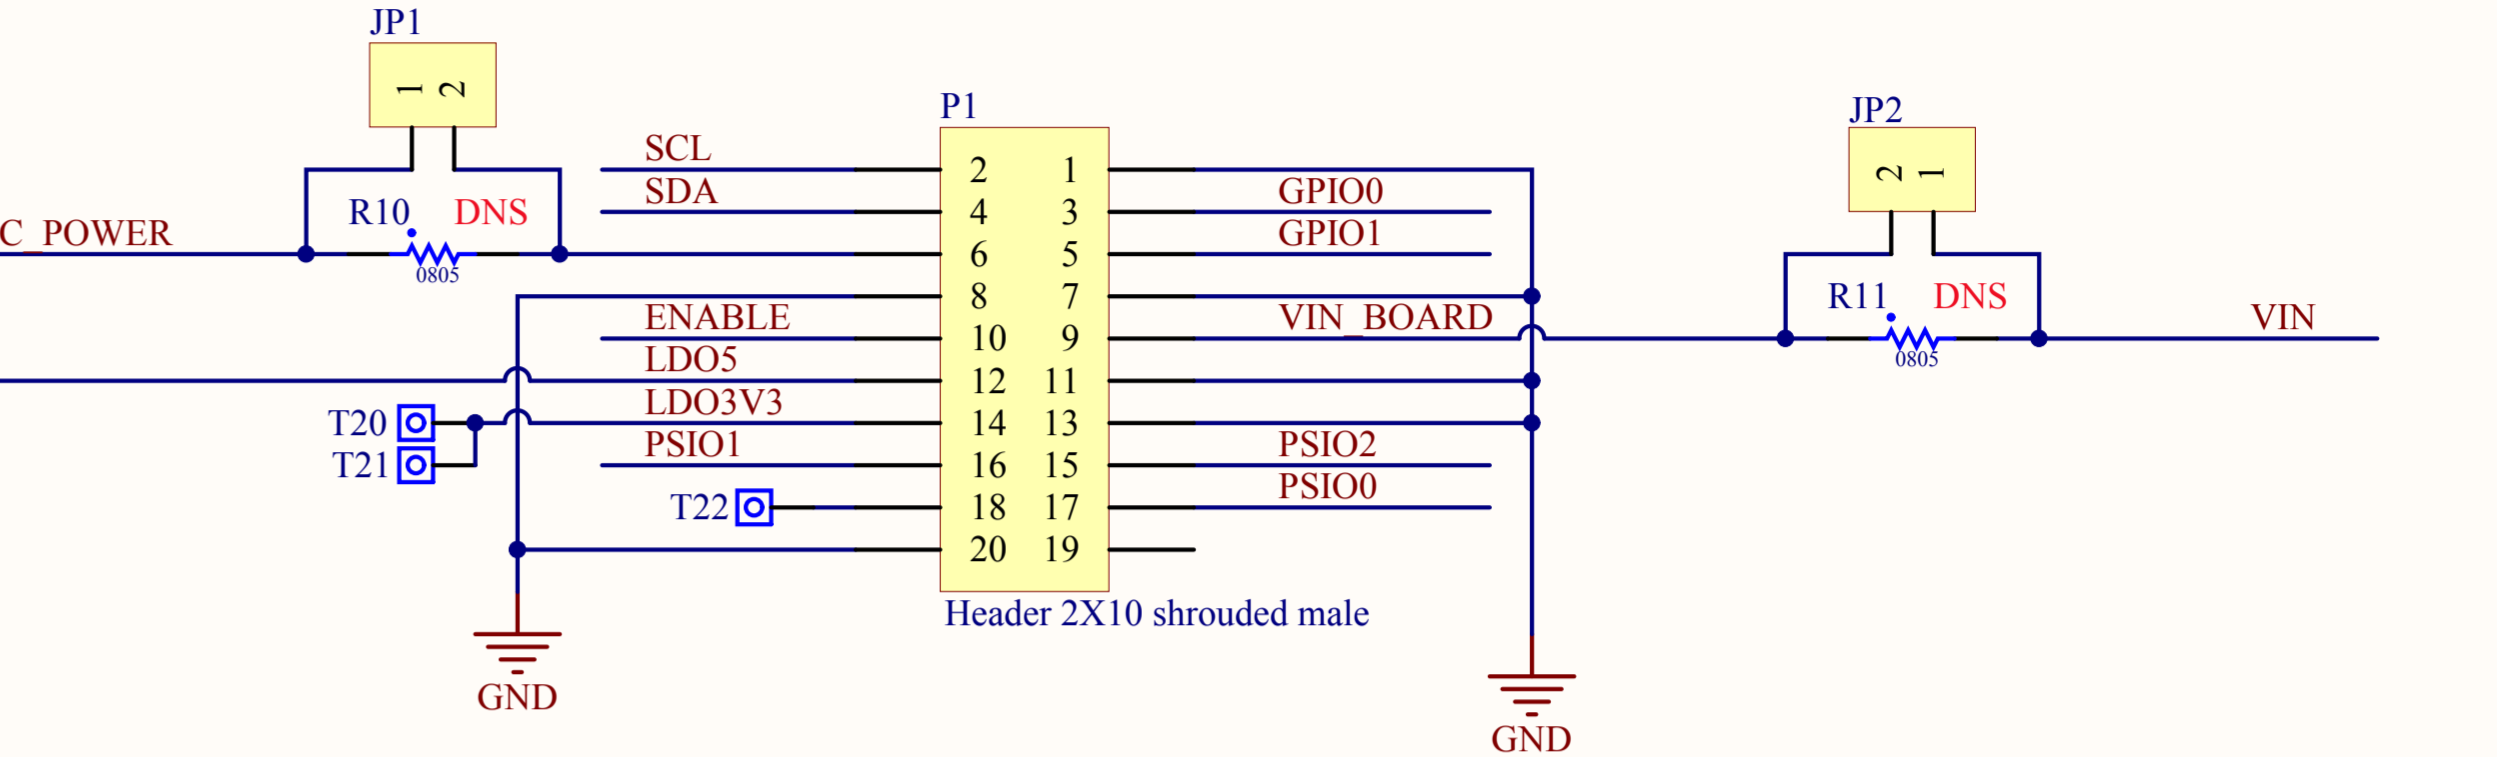 JP1
1 2
R10 DNS
0805
C_POWER
P1
SCL 2 1
SDA 4 3 GPIO0
6 5 GPIO1
8 7
ENABLE 10 9 VIN_BOARD
LDO5 12 11
T20 LDO3V3 14 13
T21 PSIO1 16 15 PSIO2
T22 18 17 PSIO0
20 19
Header 2X10 shrouded male
GND
GND
JP2
2 1
R11 DNS
0805
VIN